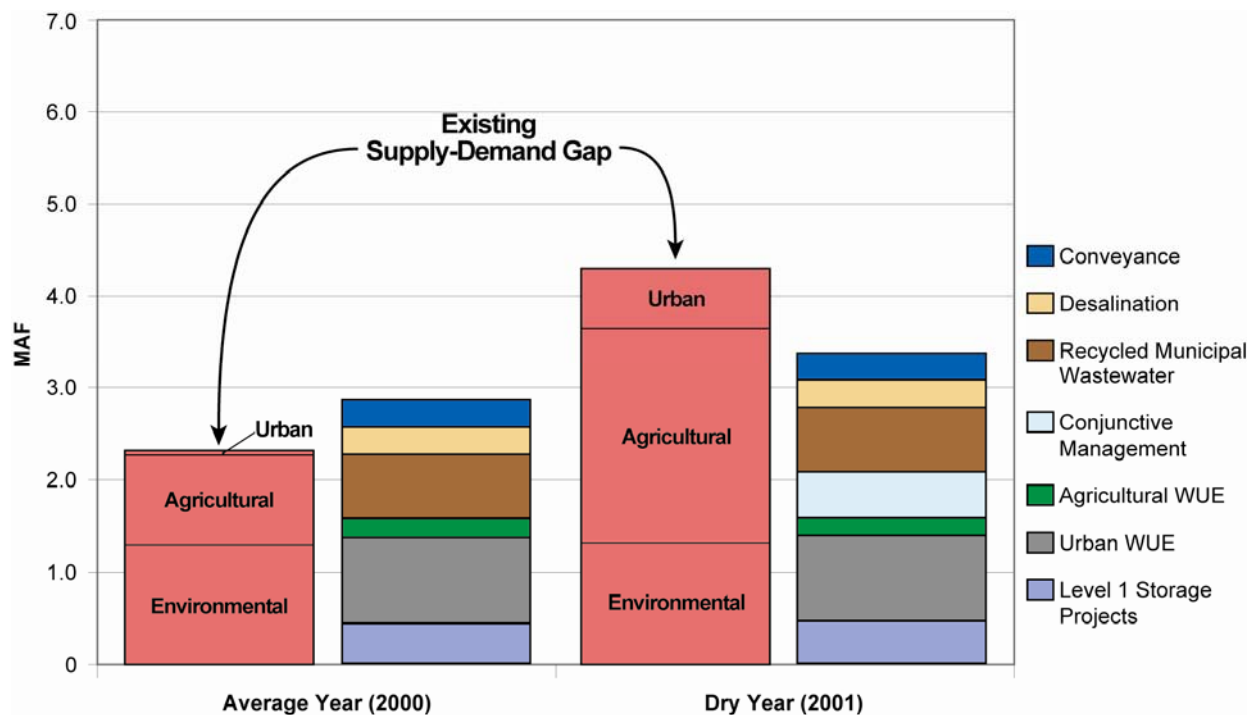 7.0
6.0
5.0
4.0
3.0
2.0
1.0
0
MAF
Existing
Supply-Demand Gap
Urban
Agricultural
Environmental
Urban
Agricultural
Environmental
Average Year (2000)
Dry Year (2001)
Conveyance
Desalination
Recycled Municipal
Wastewater
Conjunctive
Management
Agricultural WUE
Urban WUE
Level 1 Storage
Projects